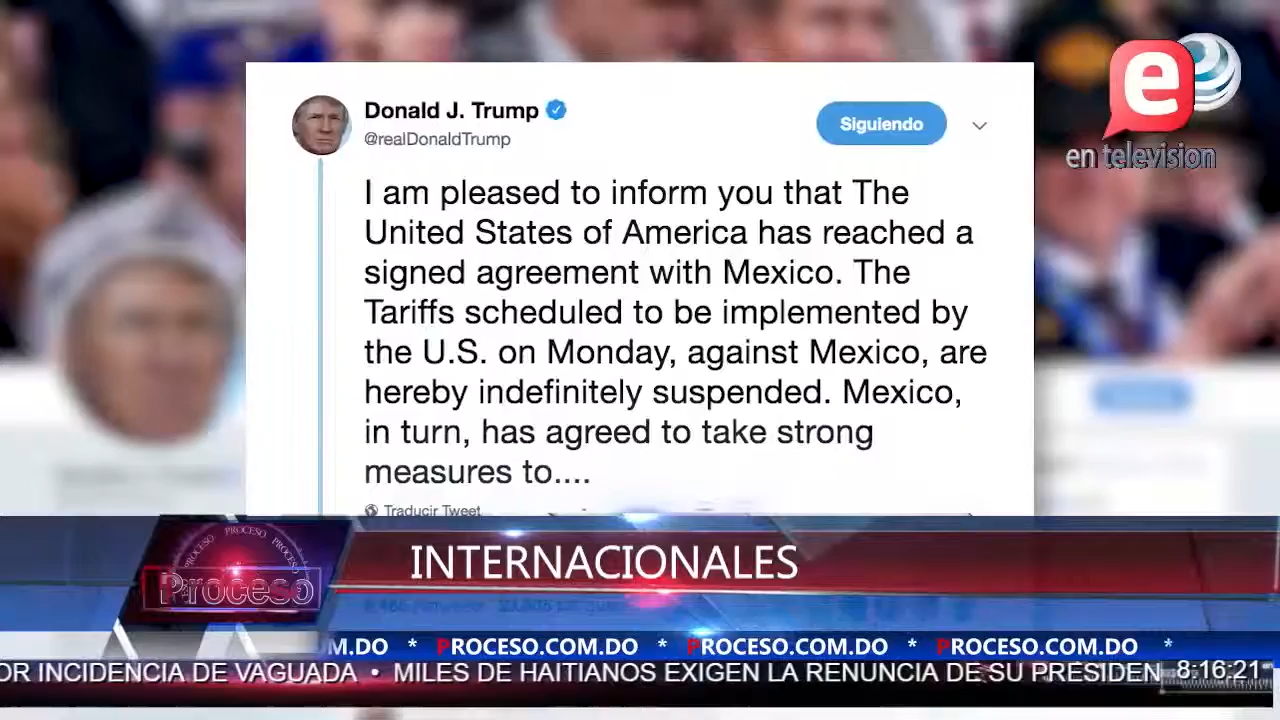 Donald J. Trump
@realDonaldTrump
Siguiendo
e
en television
I am pleased to inform you that The
United States of America has reached a
signed agreement with Mexico. The
Tariffs scheduled to be implemented by
the U.S. on Monday, against Mexico, are
hereby indefinitely suspended. Mexico,
in turn, has agreed to take strong
measures to....
Traducir Tweet
PROCESO PROCESO PROCESO
Proceso
INTERNACIONALES
M.DO * PROCESO.COM.DO * PROCESO.COM.DO * PROCESO.COM.DO *
OR INCIDENCIA DE VAGUADA • MILES DE HAITIANOS EXIGEN LA RENUNCIA DE SU PRESIDEN
8:16:21